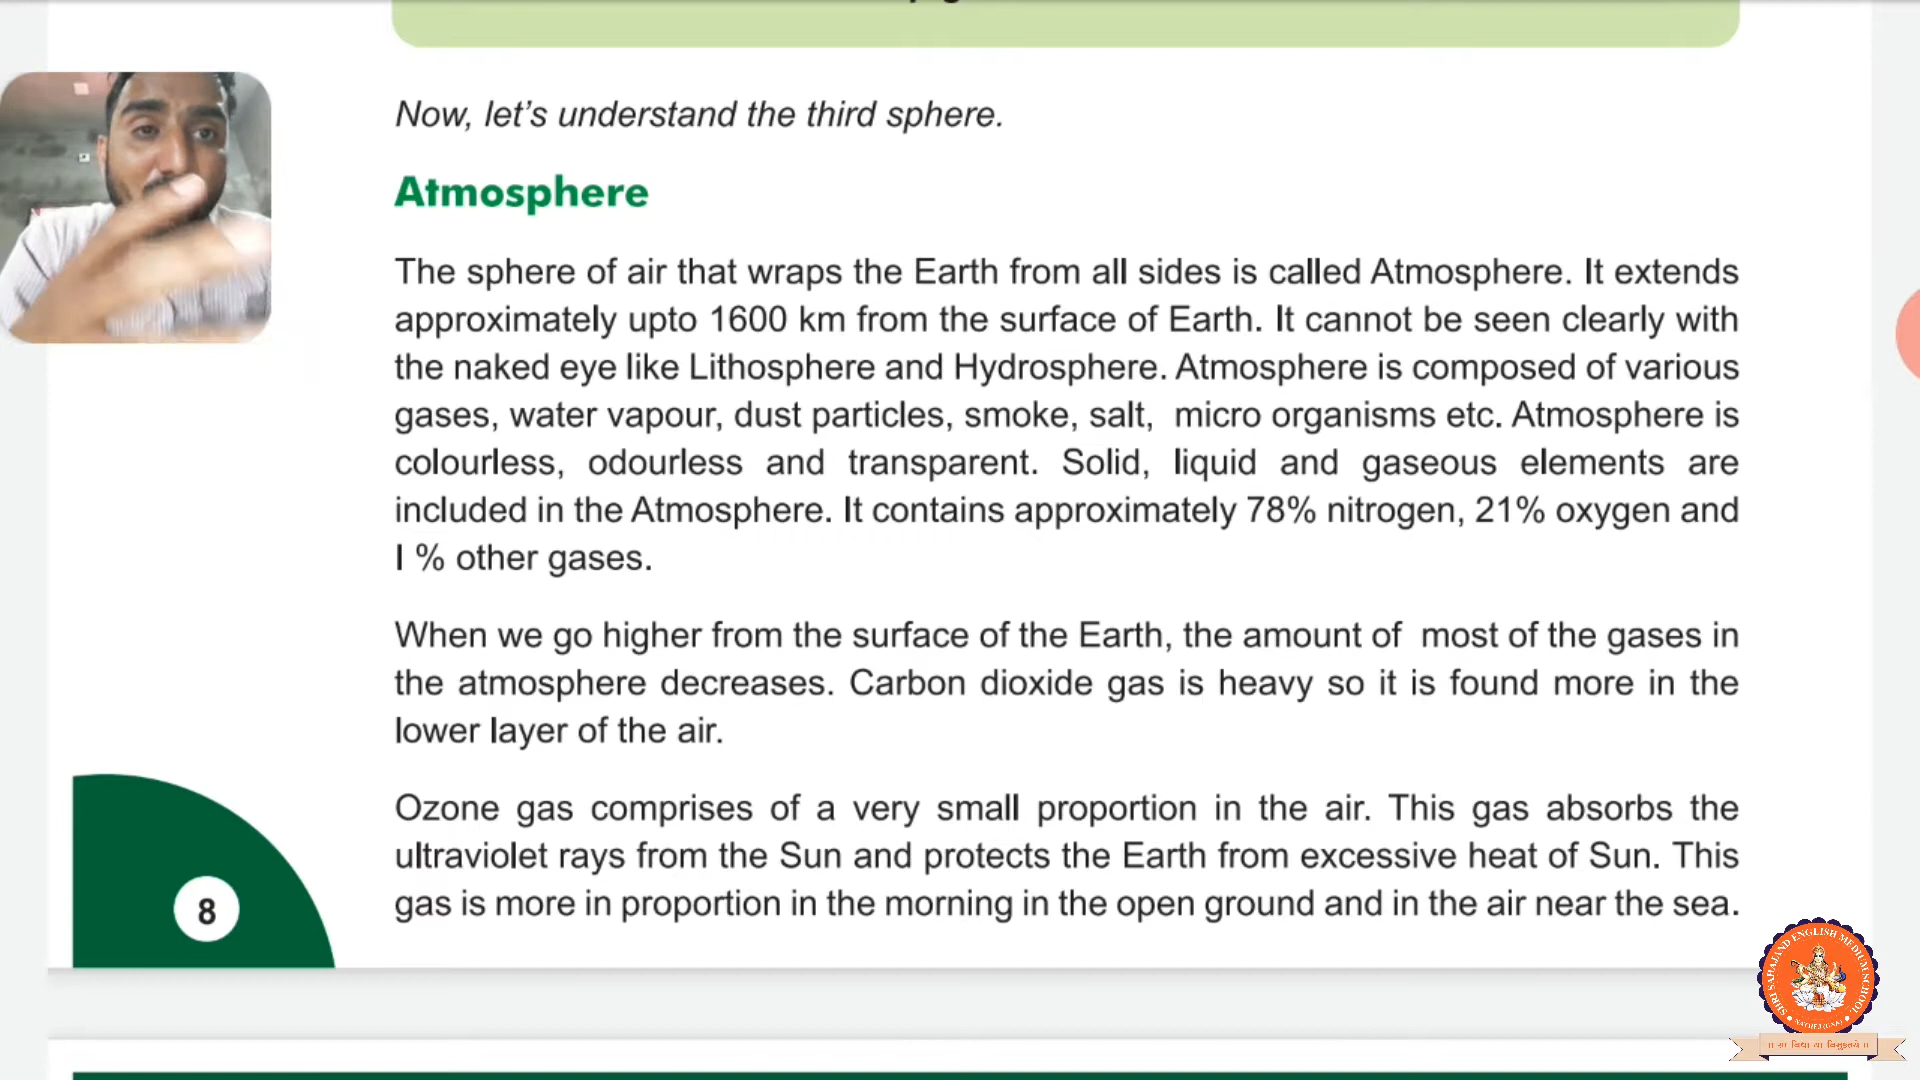 Now, let's understand the third sphere.
Atmosphere
The sphere of air that wraps the Earth from all sides is called Atmosphere. It extends
approximately upto 1600 km from the surface of Earth. It cannot be seen clearly with
the naked eye like Lithosphere and Hydrosphere. Atmosphere is composed of various
gases, water vapour, dust particles, smoke, salt, micro organisms etc. Atmosphere is
colourless, odourless and transparent. Solid, liquid and gaseous elements are
included in the Atmosphere. It contains approximately 78% nitrogen, 21% oxygen and
I % other gases.
When we go higher from the surface of the Earth, the amount of most of the gases in
the atmosphere decreases. Carbon dioxide gas is heavy so it is found more in the
lower layer of the air.
Ozone gas comprises of a very small proportion in the air. This gas absorbs the
ultraviolet rays from the Sun and protects the Earth from excessive heat of Sun. This
gas is more in proportion in the morning in the open ground and in the air near the sea.
8
SHRI SAHAJANAND ENGLISH MEDIUM SCHOOL
।। सा विद्या या विमुक्तये ।।